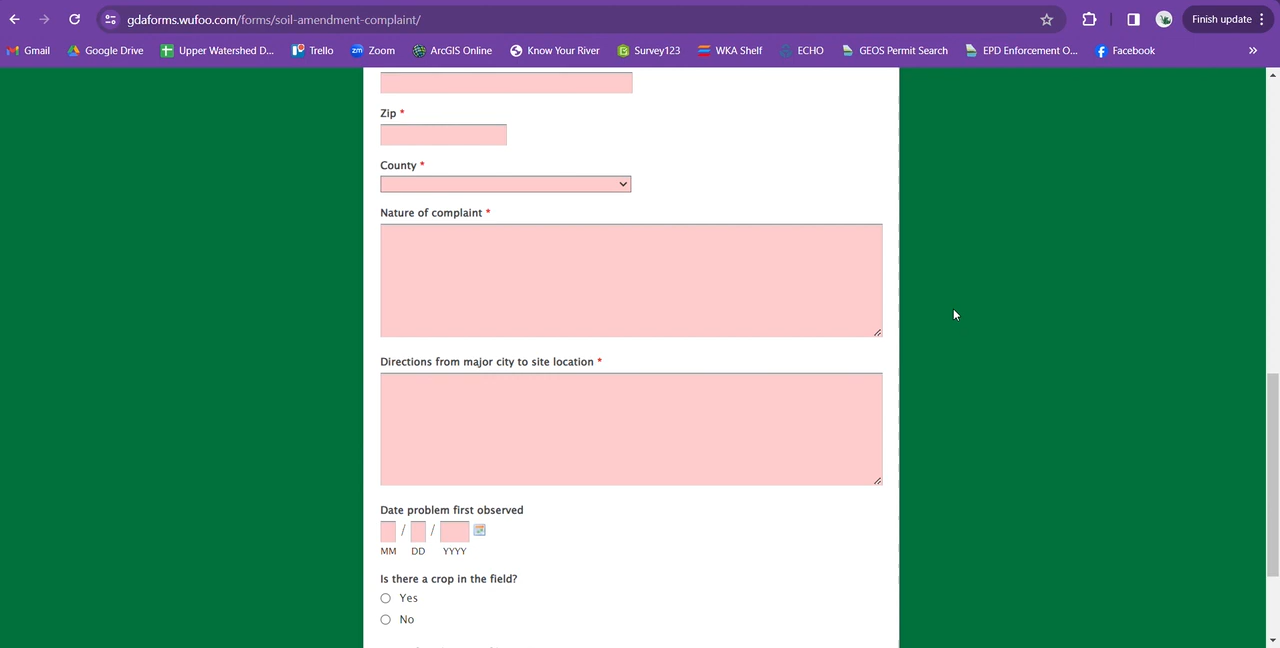 gdaforms.wufoo.com/forms/soil-amendment-complaint/
Finish update
Gmail
Google Drive
Upper Watershed D...
Trello
zm Zoom
ArcGIS Online
Know Your River
Survey123
WKA Shelf
ECHO
GEOS Permit Search
EPD Enforcement O...
Facebook
»
Zip *
County *
Nature of complaint *
Directions from major city to site location *
Date problem first observed
/ /
MM DD YYYY
Is there a crop in the field?
Yes
No